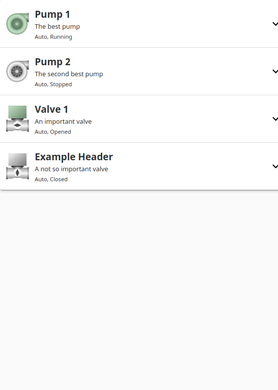 Pump 1
The best pump
Auto, Running
Pump 2
The second best pump
Auto, Stopped
Valve 1
An important valve
Auto, Opened
Example Header
A not so important valve
Auto, Closed